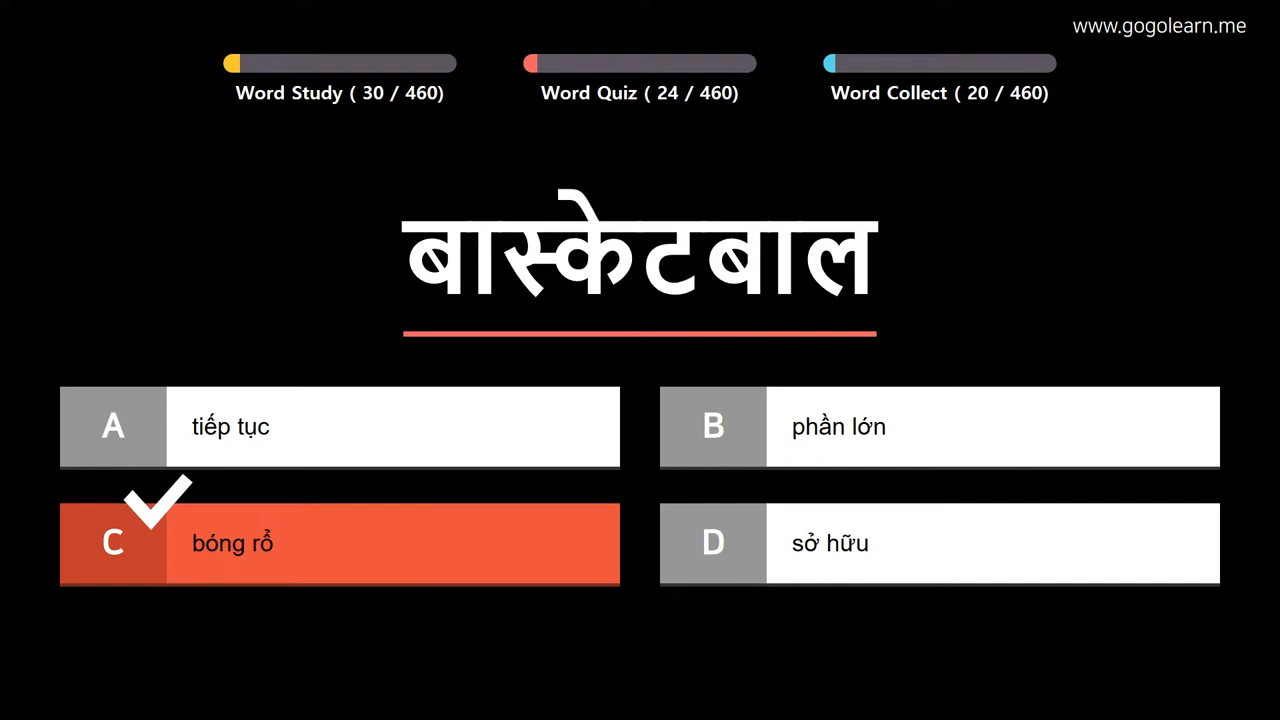 www.gogolearn.me
Word Study ( 30 / 460)
Word Quiz ( 24 / 460)
Word Collect ( 20 / 460)
बास्केटबाल
A tiếp tục
B phần lớn
C bóng rổ
D sở hữu